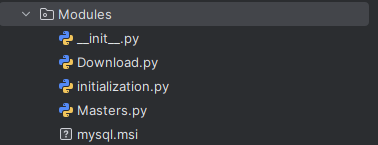 Modules
__init__.py
Download.py
initialization.py
Masters.py
mysql.msi